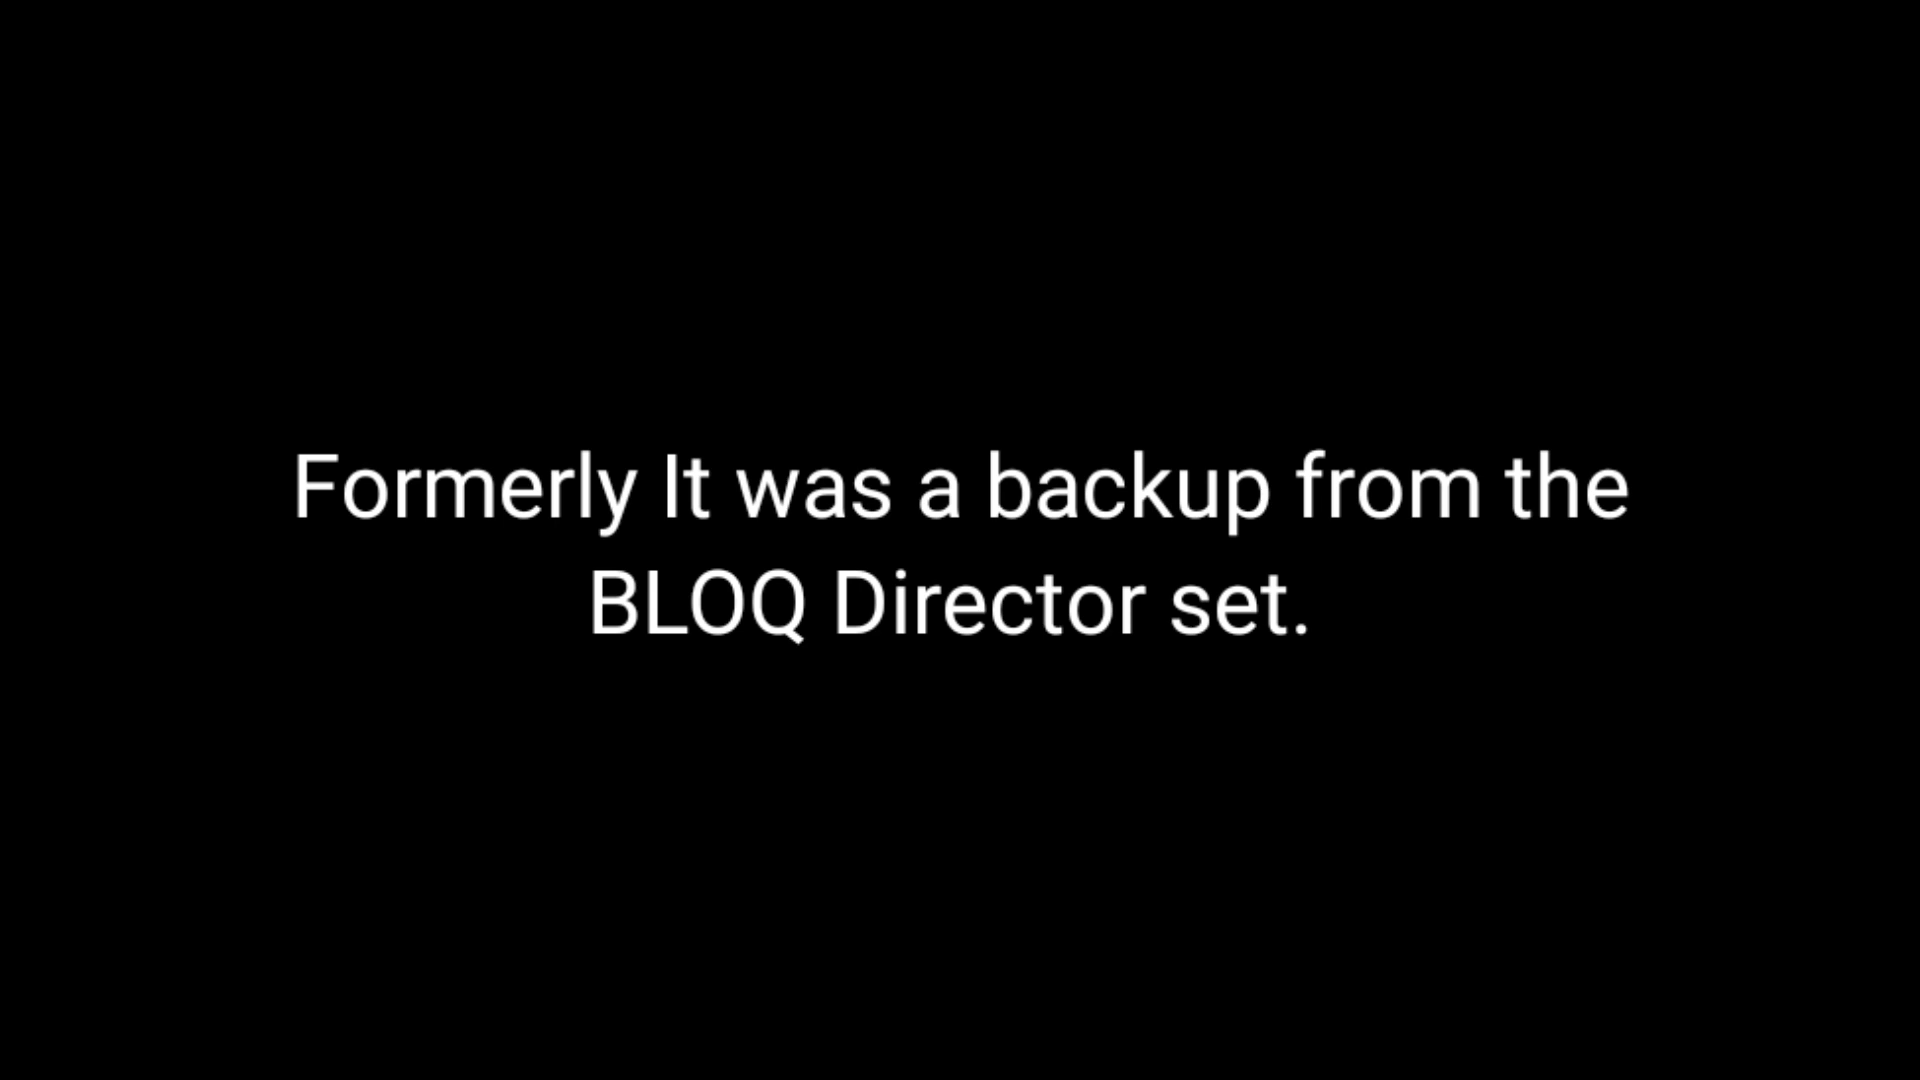 Formerly It was a backup from the
BLOQ Director set.